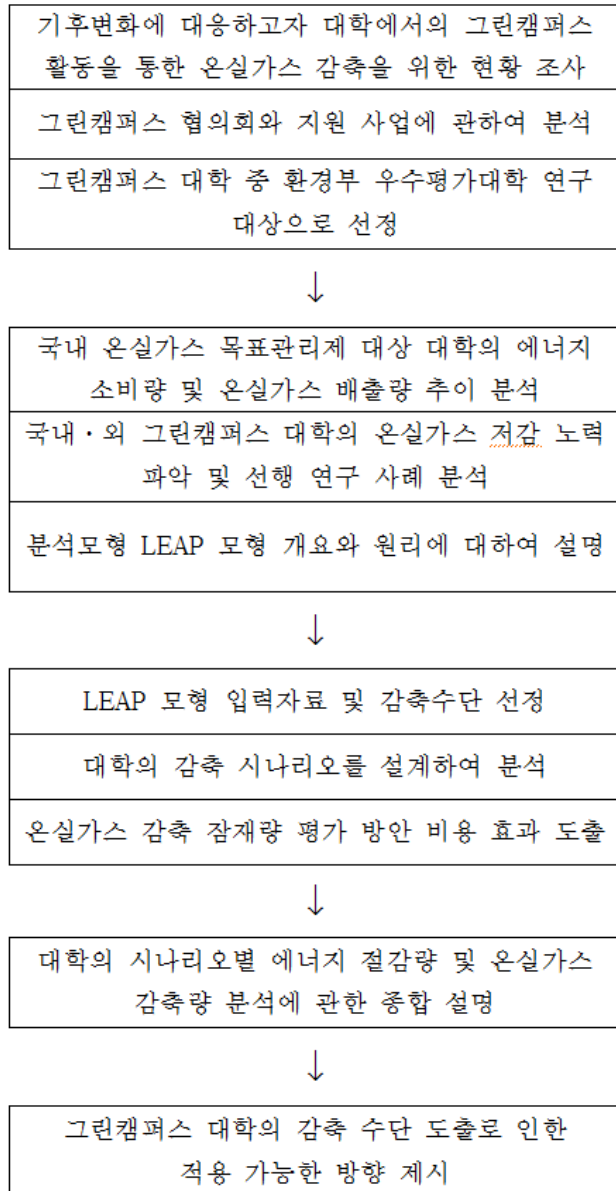 기후변화에 대응하고자 대학에서의 그린캠퍼스
활동을 통한 온실가스 감축을 위한 현황 조사
그린캠퍼스 협의회와 지원 사업에 관하여 분석
그린캠퍼스 대학 중 환경부 우수평가대학 연구
대상으로 선정
↓
국내 온실가스 목표관리제 대상 대학의 에너지
소비량 및 온실가스 배출량 추이 분석
국내·외 그린캠퍼스 대학의 온실가스 저감 노력
파악 및 선행 연구 사례 분석
분석모형 LEAP 모형 개요와 원리에 대하여 설명
↓
LEAP 모형 입력자료 및 감축수단 선정
대학의 감축 시나리오를 설계하여 분석
온실가스 감축 잠재량 평가 방안 비용 효과 도출
↓
대학의 시나리오별 에너지 절감량 및 온실가스
감축량 분석에 관한 종합 설명
↓
그린캠퍼스 대학의 감축 수단 도출로 인한
적용 가능한 방향 제시